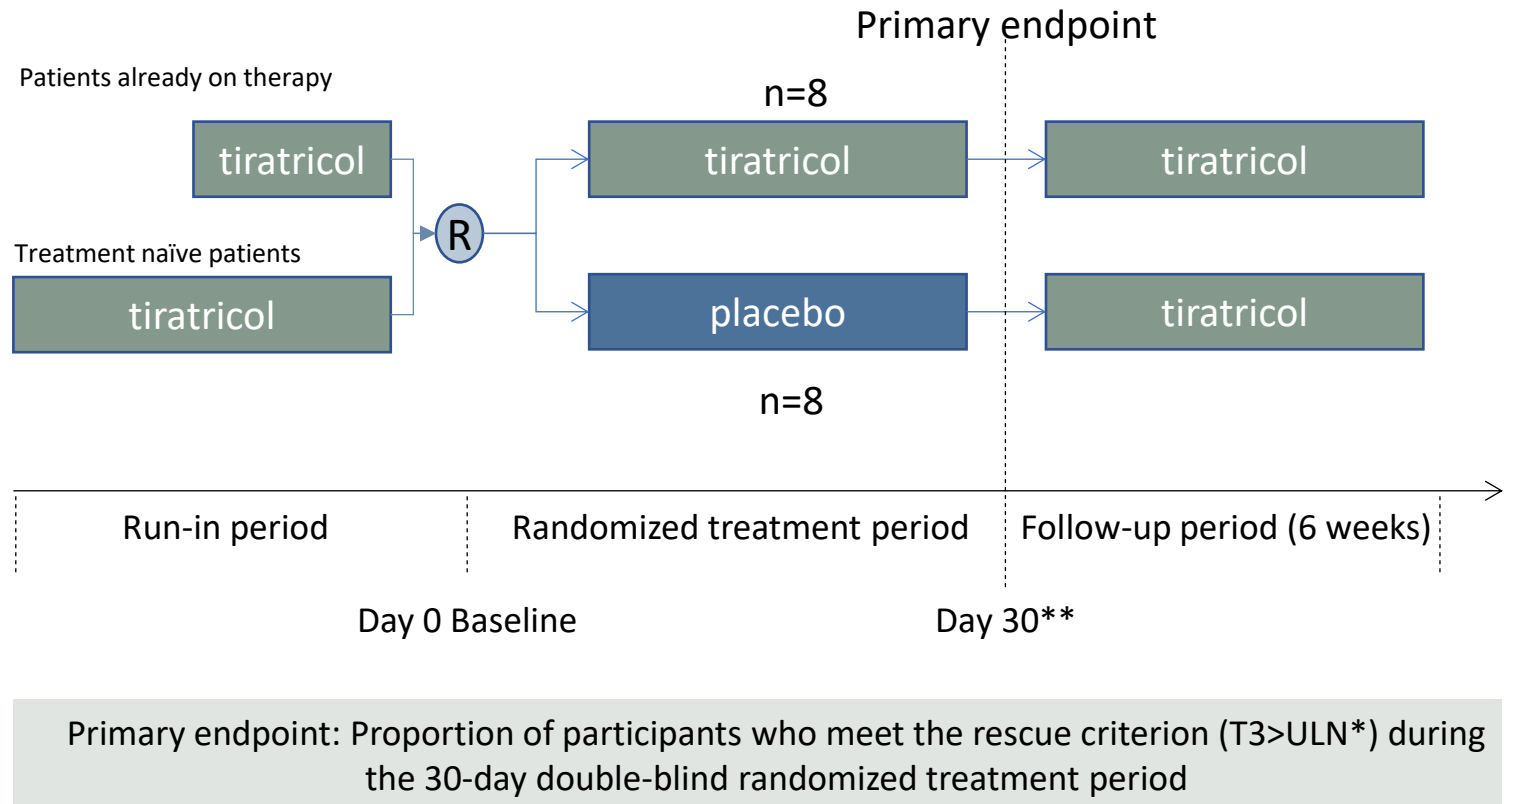 Primary endpoint
Patients already on therapy
n=8
tiratricol
tiratricol
tiratricol
R
Treatment naïve patients
tiratricol
placebo
tiratricol
n=8
Run-in period
Randomized treatment period
Follow-up period (6 weeks)
Day 0 Baseline
Day 30**
Primary endpoint: Proportion of participants who meet the rescue criterion (T3>ULN*) during
the 30-day double-blind randomized treatment period